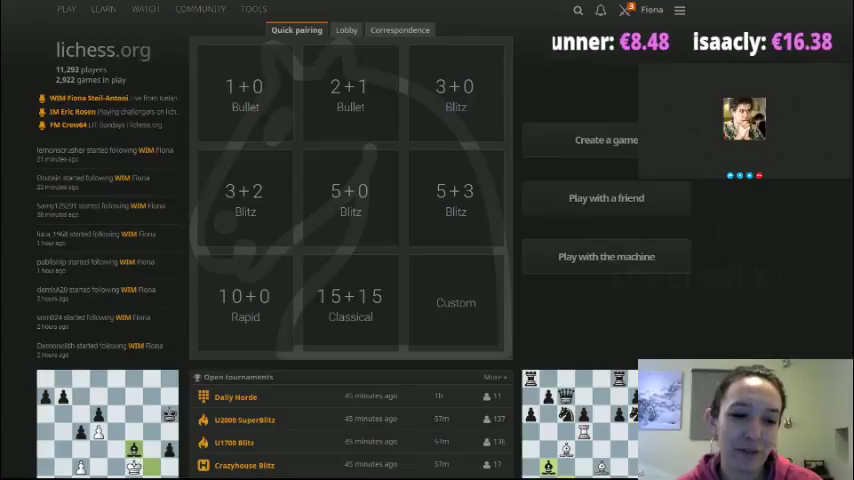 PLAY LEARN WATCH COMMUNITY TOOLS
3
Fiona
lichess.org
11,293 players
2,922 games in play
WIM Fiona Steil-Antoni Live from
IM Eric Rosen Playing challengers on lich...
FM Crew64 LIT Sundays | lichess.org
lemonscrusher started following WIM Fiona
21 minutes ago
started following WIM Fiona
minutes ago
started following WIM Fiona
minutes ago
started following WIM Fiona
1 hour ago
started following WIM Fiona
1 hour ago
started following WIM Fiona
2 hours ago
started following WIM Fiona
2 hours ago
Demonolith started following WIM Fiona
2 hours ago
Quick pairing Lobby Correspondence
1+0
Bullet
2+1
Bullet
3+0
Blitz
3+2
Blitz
5+0
Blitz
5+3
Blitz
10+0
Rapid
15+15
Classical
Custom
Open tournaments More »
Daily Horde 45 minutes ago 1h 11
U2000 SuperBlitz 45 minutes ago 57m 137
U1700 Blitz 45 minutes ago 57m 136
Crazyhouse Blitz 45 minutes ago 57m 17
unner: €8.48 isaacly: €16.38
Create a game
Play with a friend
Play with the machine